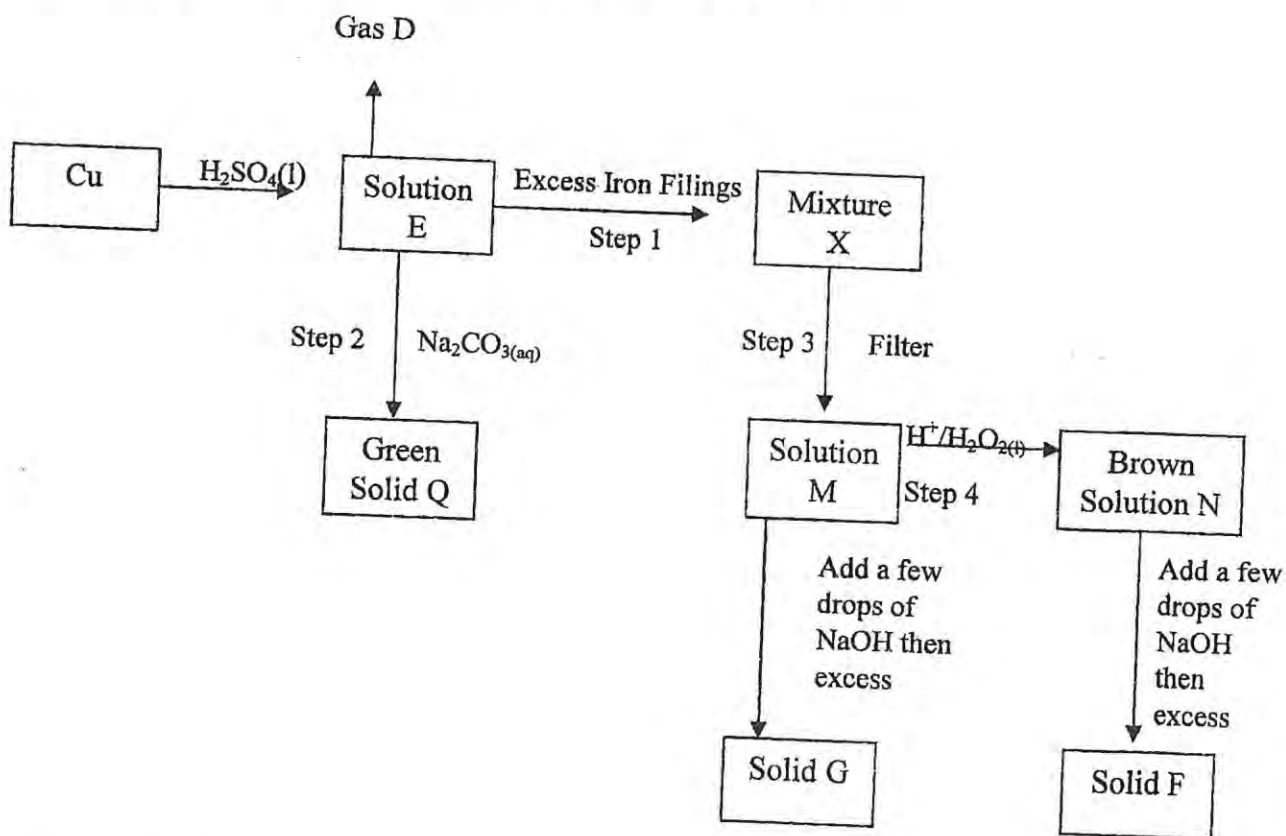 Gas D
Cu
H₂SO₄(l)
Solution
E
Excess Iron Filings
Step 1
Mixture
X
Step 2
Na₂CO₃(aq)
Step 3
Filter
Green
Solid Q
Solution
M
H⁺/H₂O₂(l)
Step 4
Brown
Solution N
Add a few
drops of
NaOH then
excess
Add a few
drops of
NaOH
then
excess
Solid G
Solid F